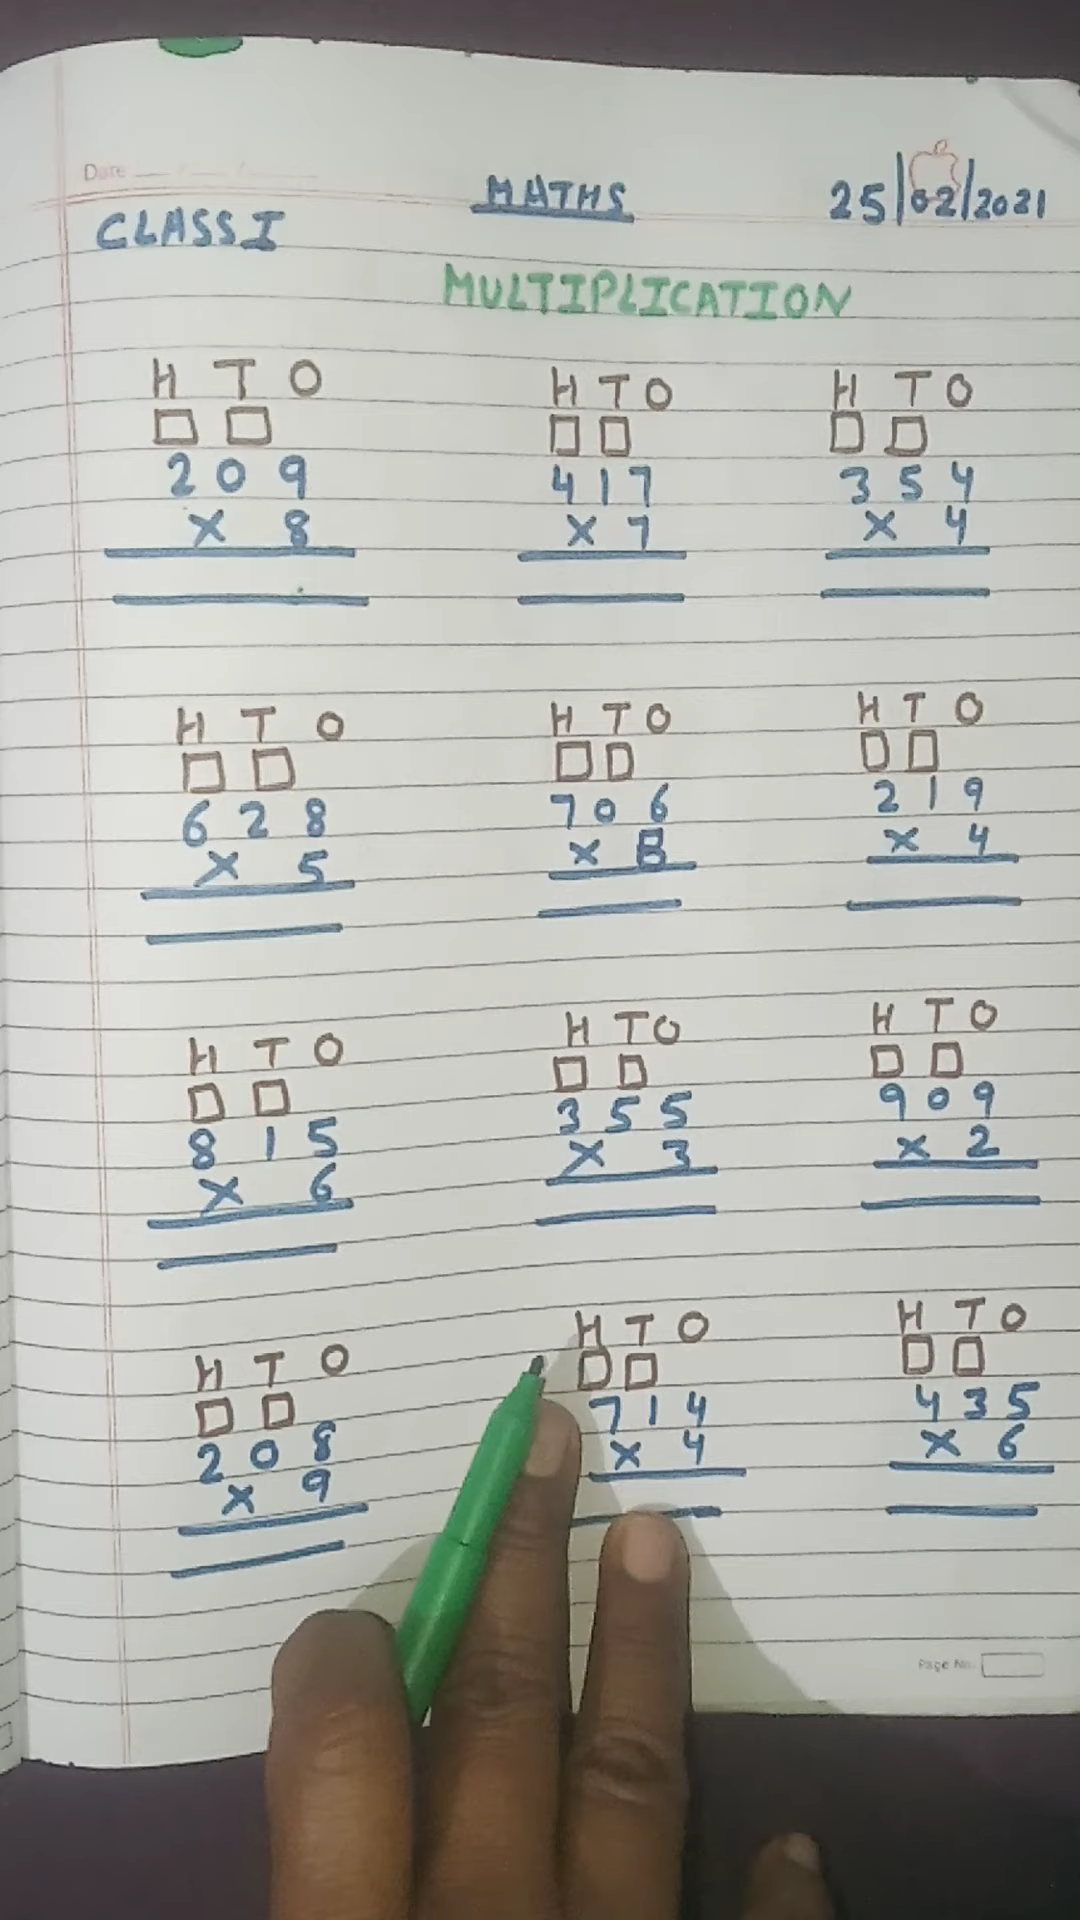 Date
MATHS
25/02/2021
CLASS I
MULTIPLICATION
H T O H T O H T O
209 417 354
× 8 × 7 × 4
H T O H T O H T O
628 706 219
× 5 × 8 × 4
H T O H T O H T O
815 355 909
× 6 × 3 × 2
H T O H T O H T O
208 714 435
× 9 × 4 × 6
Page No.